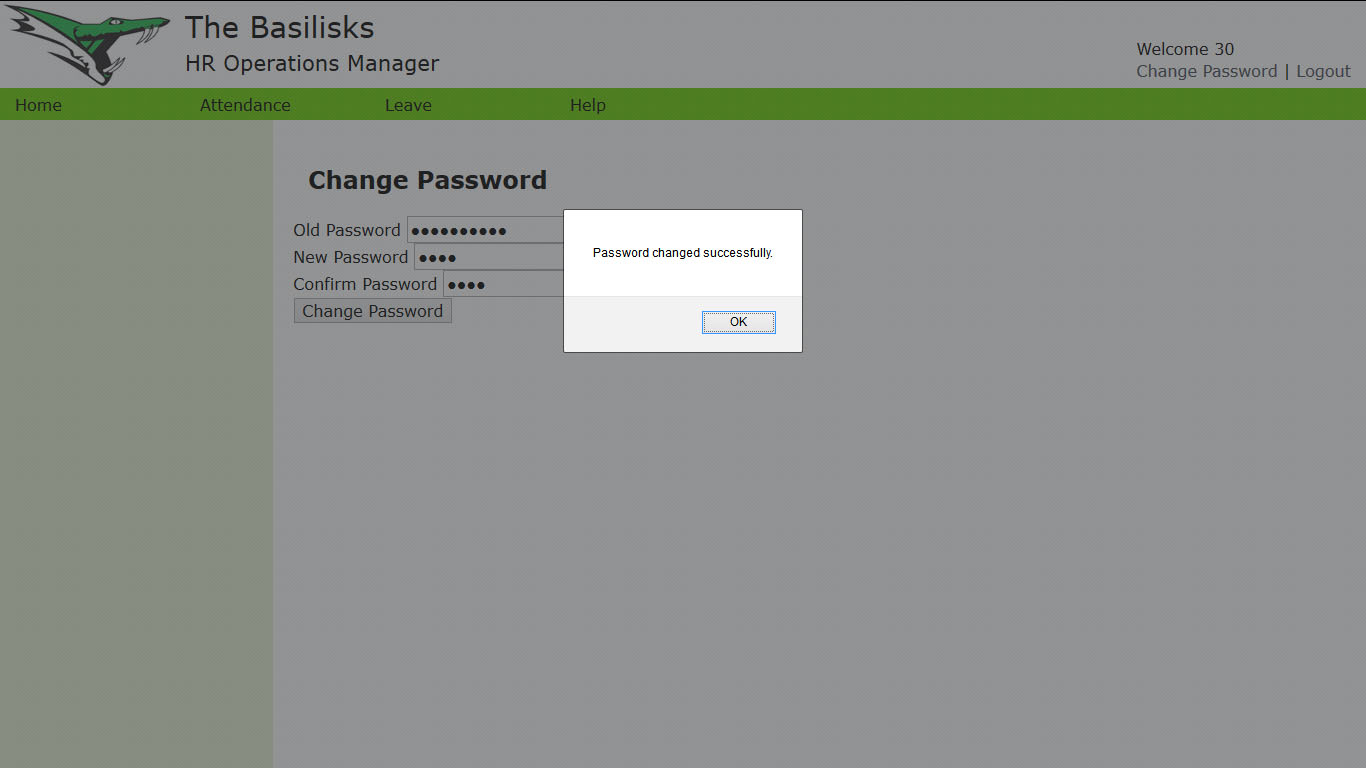 The Basilisks
HR Operations Manager
Welcome 30
Change Password | Logout
Home Attendance Leave Help
Change Password
Old Password ●●●●●●●●●●
New Password ●●●●
Confirm Password ●●●●
Change Password
Password changed successfully.
OK